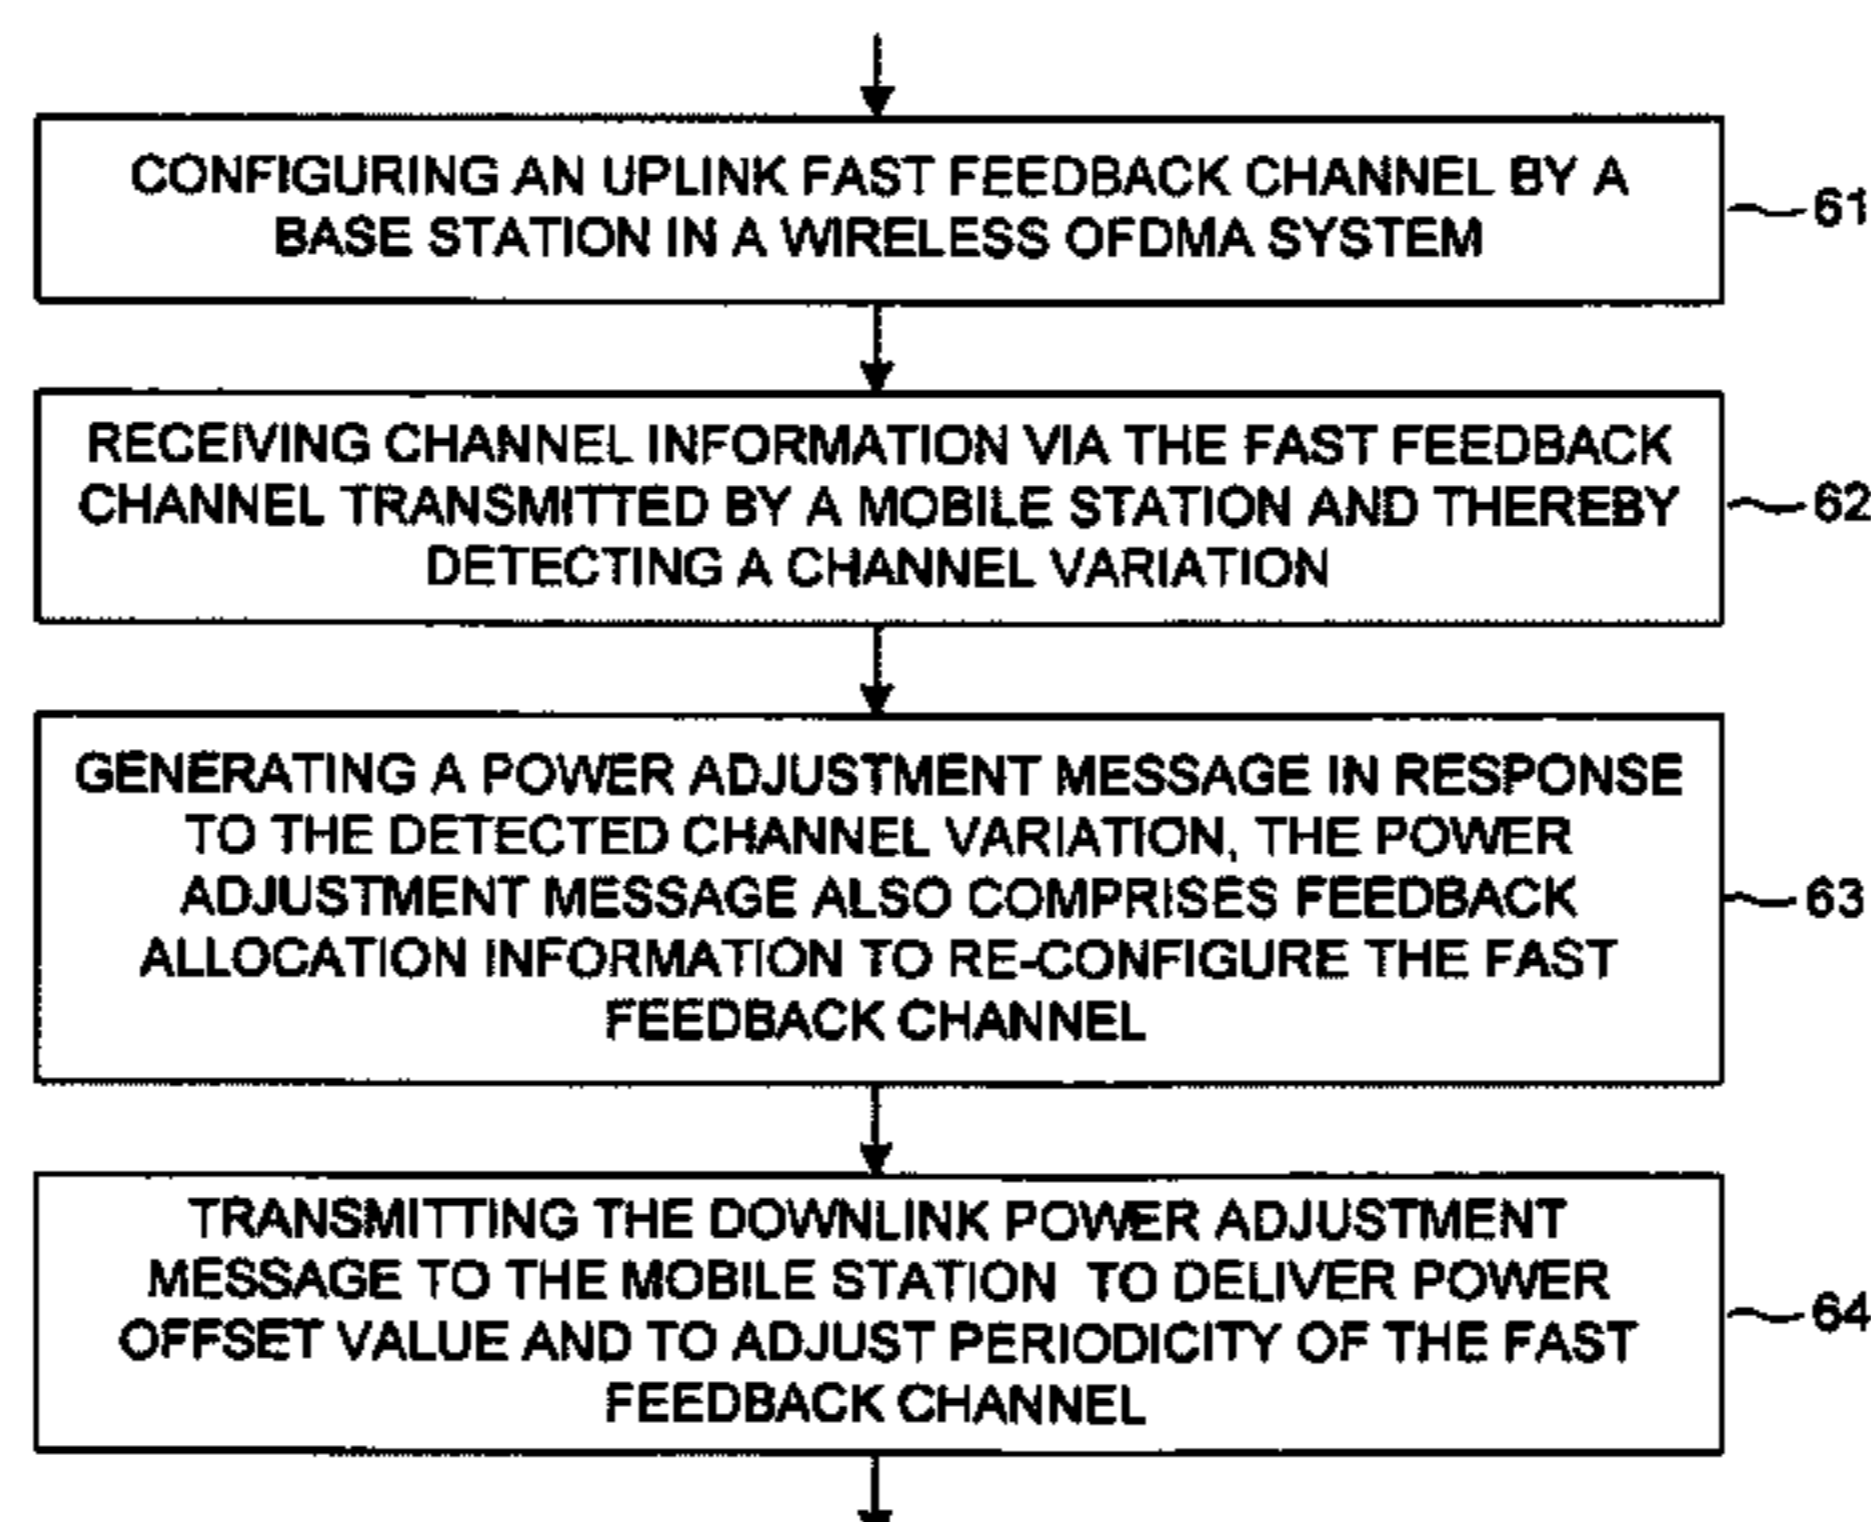 CONFIGURING AN UPLINK FAST FEEDBACK CHANNEL BY A
BASE STATION IN A WIRELESS OFDMA SYSTEM
61
RECEIVING CHANNEL INFORMATION VIA THE FAST FEEDBACK
CHANNEL TRANSMITTED BY A MOBILE STATION AND THEREBY
DETECTING A CHANNEL VARIATION
62
GENERATING A POWER ADJUSTMENT MESSAGE IN RESPONSE
TO THE DETECTED CHANNEL VARIATION, THE POWER
ADJUSTMENT MESSAGE ALSO COMPRISES FEEDBACK
ALLOCATION INFORMATION TO RE-CONFIGURE THE FAST
FEEDBACK CHANNEL
63
TRANSMITTING THE DOWNLINK POWER ADJUSTMENT
MESSAGE TO THE MOBILE STATION TO DELIVER POWER
OFFSET VALUE AND TO ADJUST PERIODICITY OF THE FAST
FEEDBACK CHANNEL
64